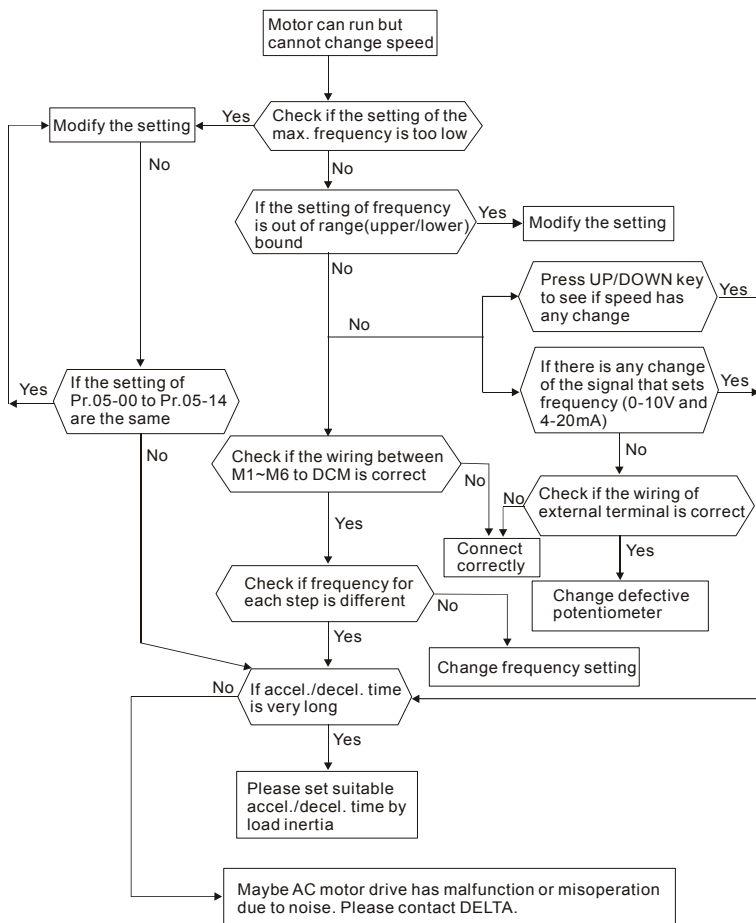 Motor can run but
cannot change speed
Yes
Check if the setting of the
max. frequency is too low
Modify the setting
No
No
If the setting of frequency
is out of range(upper/lower)
bound
Yes
Modify the setting
No
No
Press UP/DOWN key
to see if speed has
any change
Yes
If there is any change
of the signal that sets
frequency (0-10V and
4-20mA)
Yes
Yes
If the setting of
Pr.05-00 to Pr.05-14
are the same
No
No
Check if the wiring between
M1~M6 to DCM is correct
No
No
Check if the wiring of
external terminal is correct
Yes
Connect
correctly
Yes
Change defective
potentiometer
Check if frequency for
each step is different
No
Yes
Change frequency setting
No
If accel./decel. time
is very long
Yes
Please set suitable
accel./decel. time by
load inertia
Maybe AC motor drive has malfunction or misoperation
due to noise. Please contact DELTA.